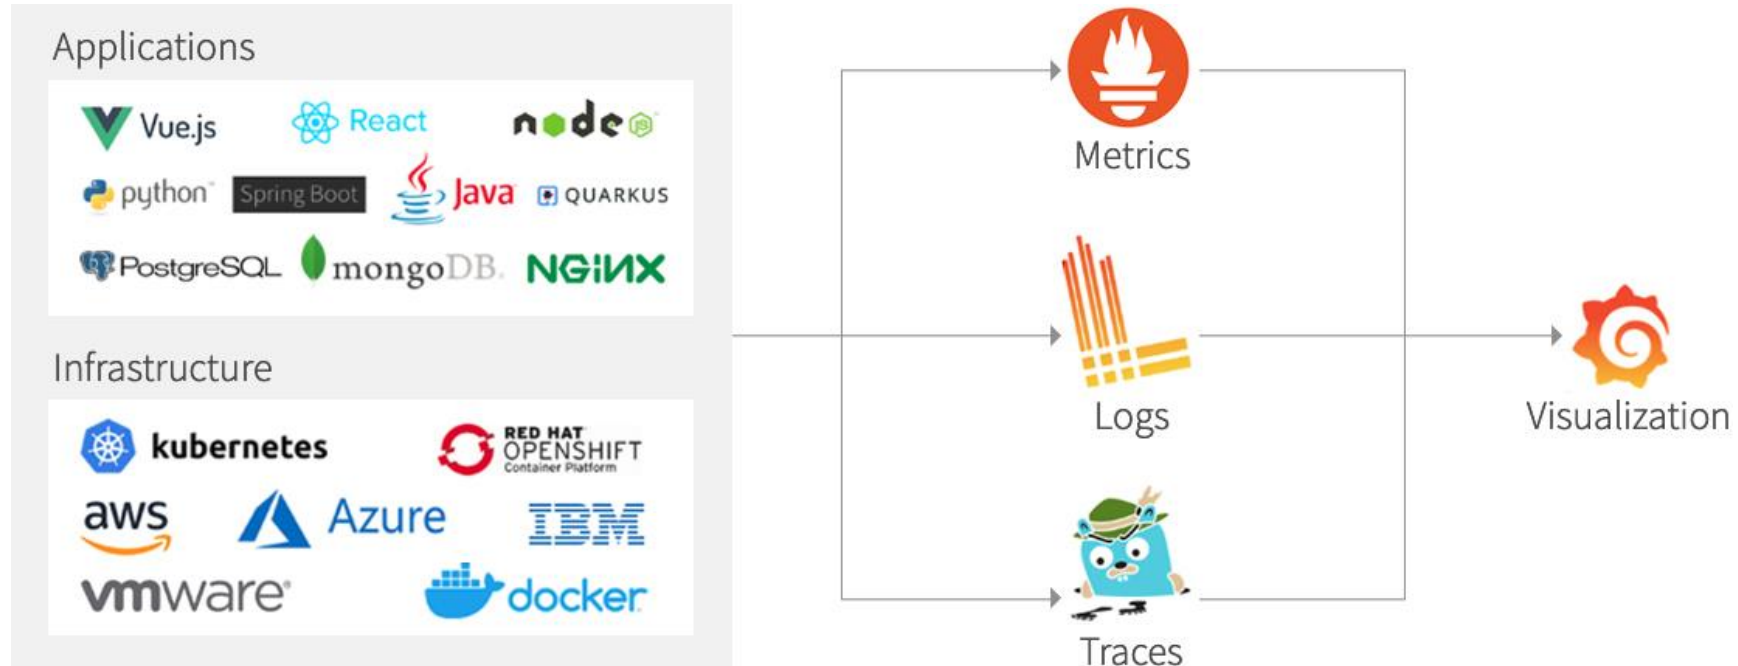 Applications
Vue.js React node JS
python Spring Boot Java QUARKUS
PostgreSQL mongoDB. NGINX
Infrastructure
kubernetes RED HAT
OPENSHIFT
Container Platform
aws Azure IBM
vmware® docker
Metrics
Logs
Traces
Visualization